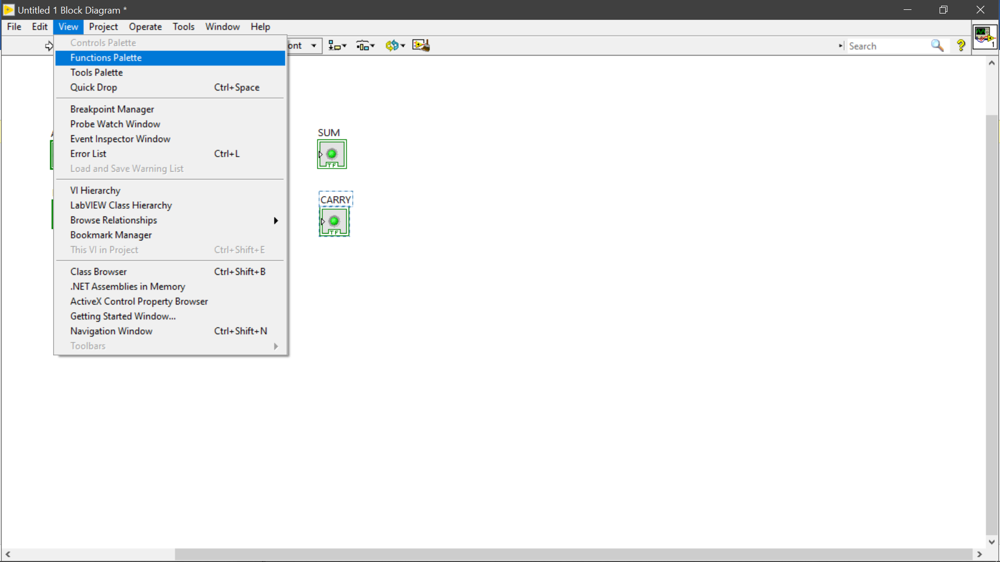 Untitled 1 Block Diagram *
File Edit View Project Operate Tools Window Help
ont
Search
1
Controls Palette
Functions Palette
Tools Palette
Quick Drop Ctrl+Space
Breakpoint Manager
Probe Watch Window
Event Inspector Window
Error List Ctrl+L
Load and Save Warning List
VI Hierarchy
LabVIEW Class Hierarchy
Browse Relationships
Bookmark Manager
This VI in Project Ctrl+Shift+E
Class Browser Ctrl+Shift+B
.NET Assemblies in Memory
ActiveX Control Property Browser
Getting Started Window...
Navigation Window Ctrl+Shift+N
Toolbars
SUM
TF
CARRY
TF